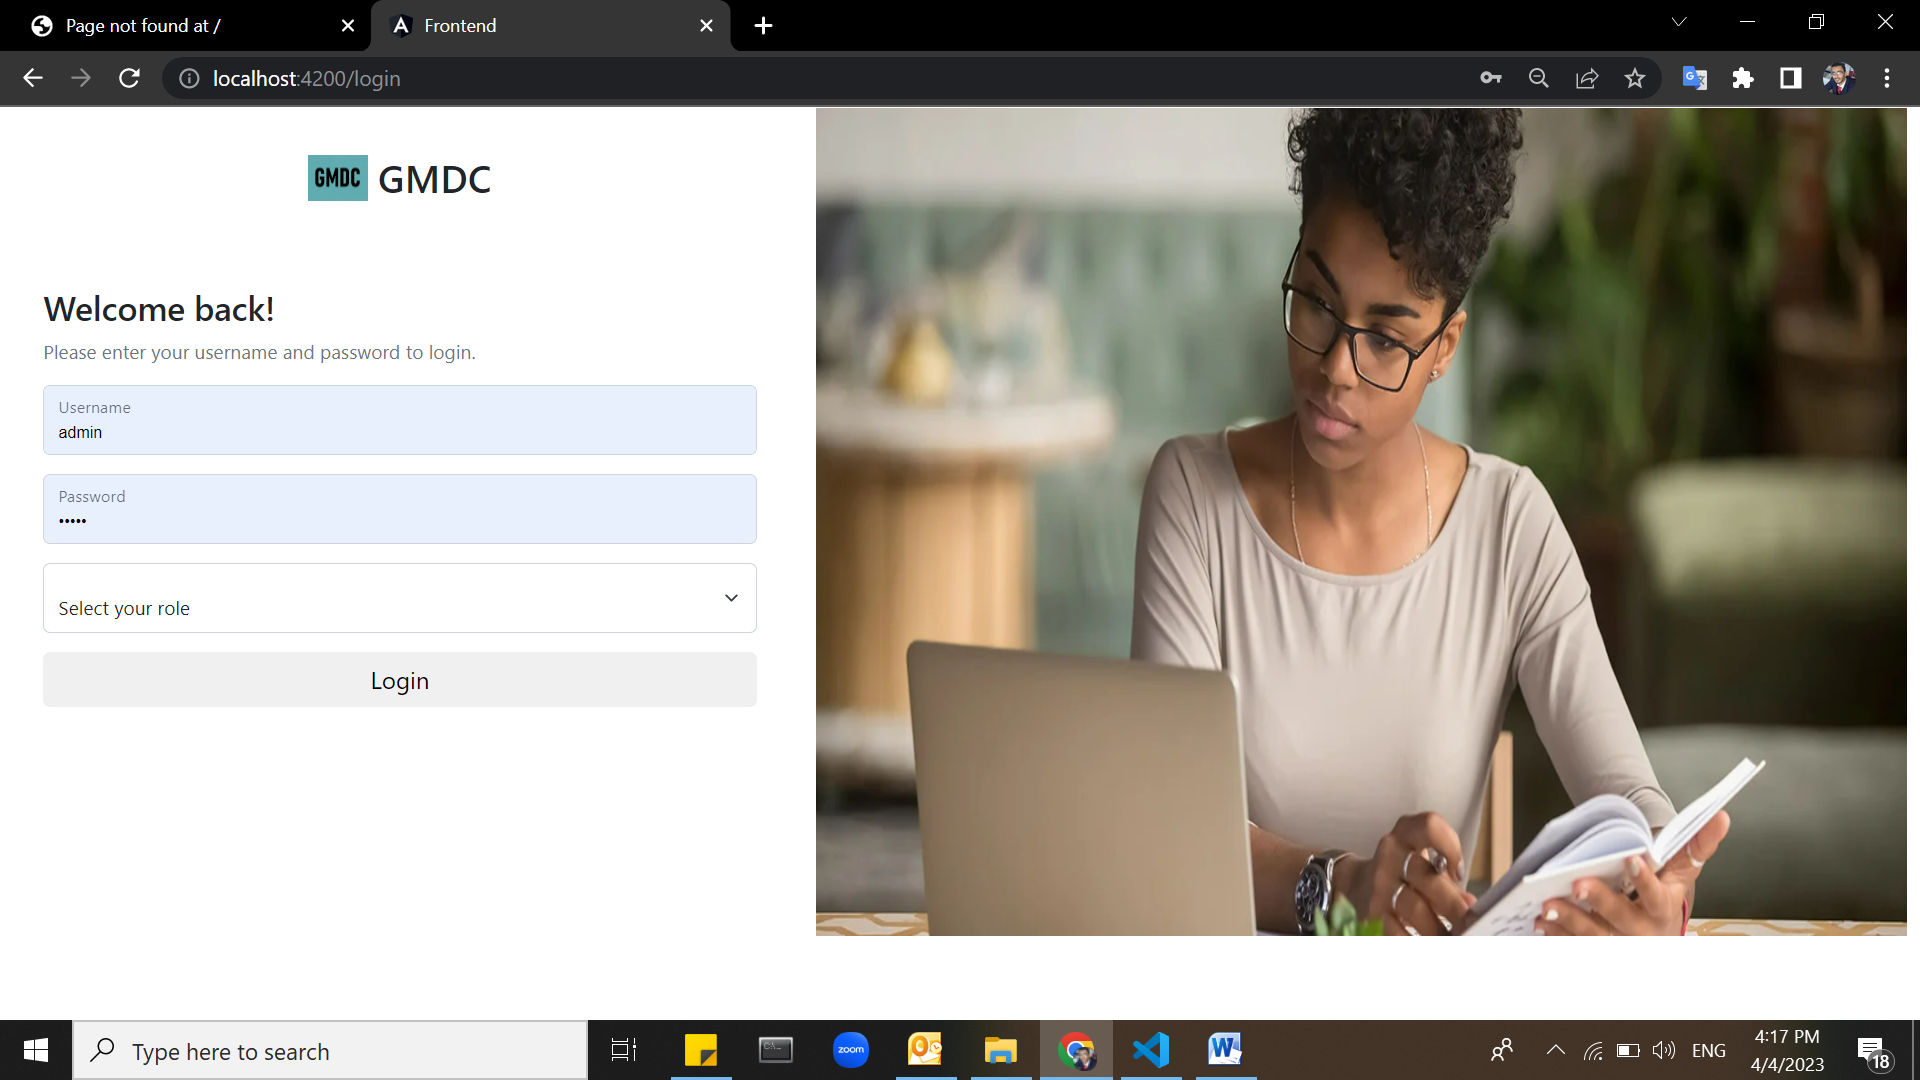 Page not found at /
Frontend
localhost:4200/login
GMDC GMDC
Welcome back!
Please enter your username and password to login.
Username
admin
Password
•••••
Select your role
Login
Type here to search
zoom
ENG
4:17 PM
4/4/2023
18